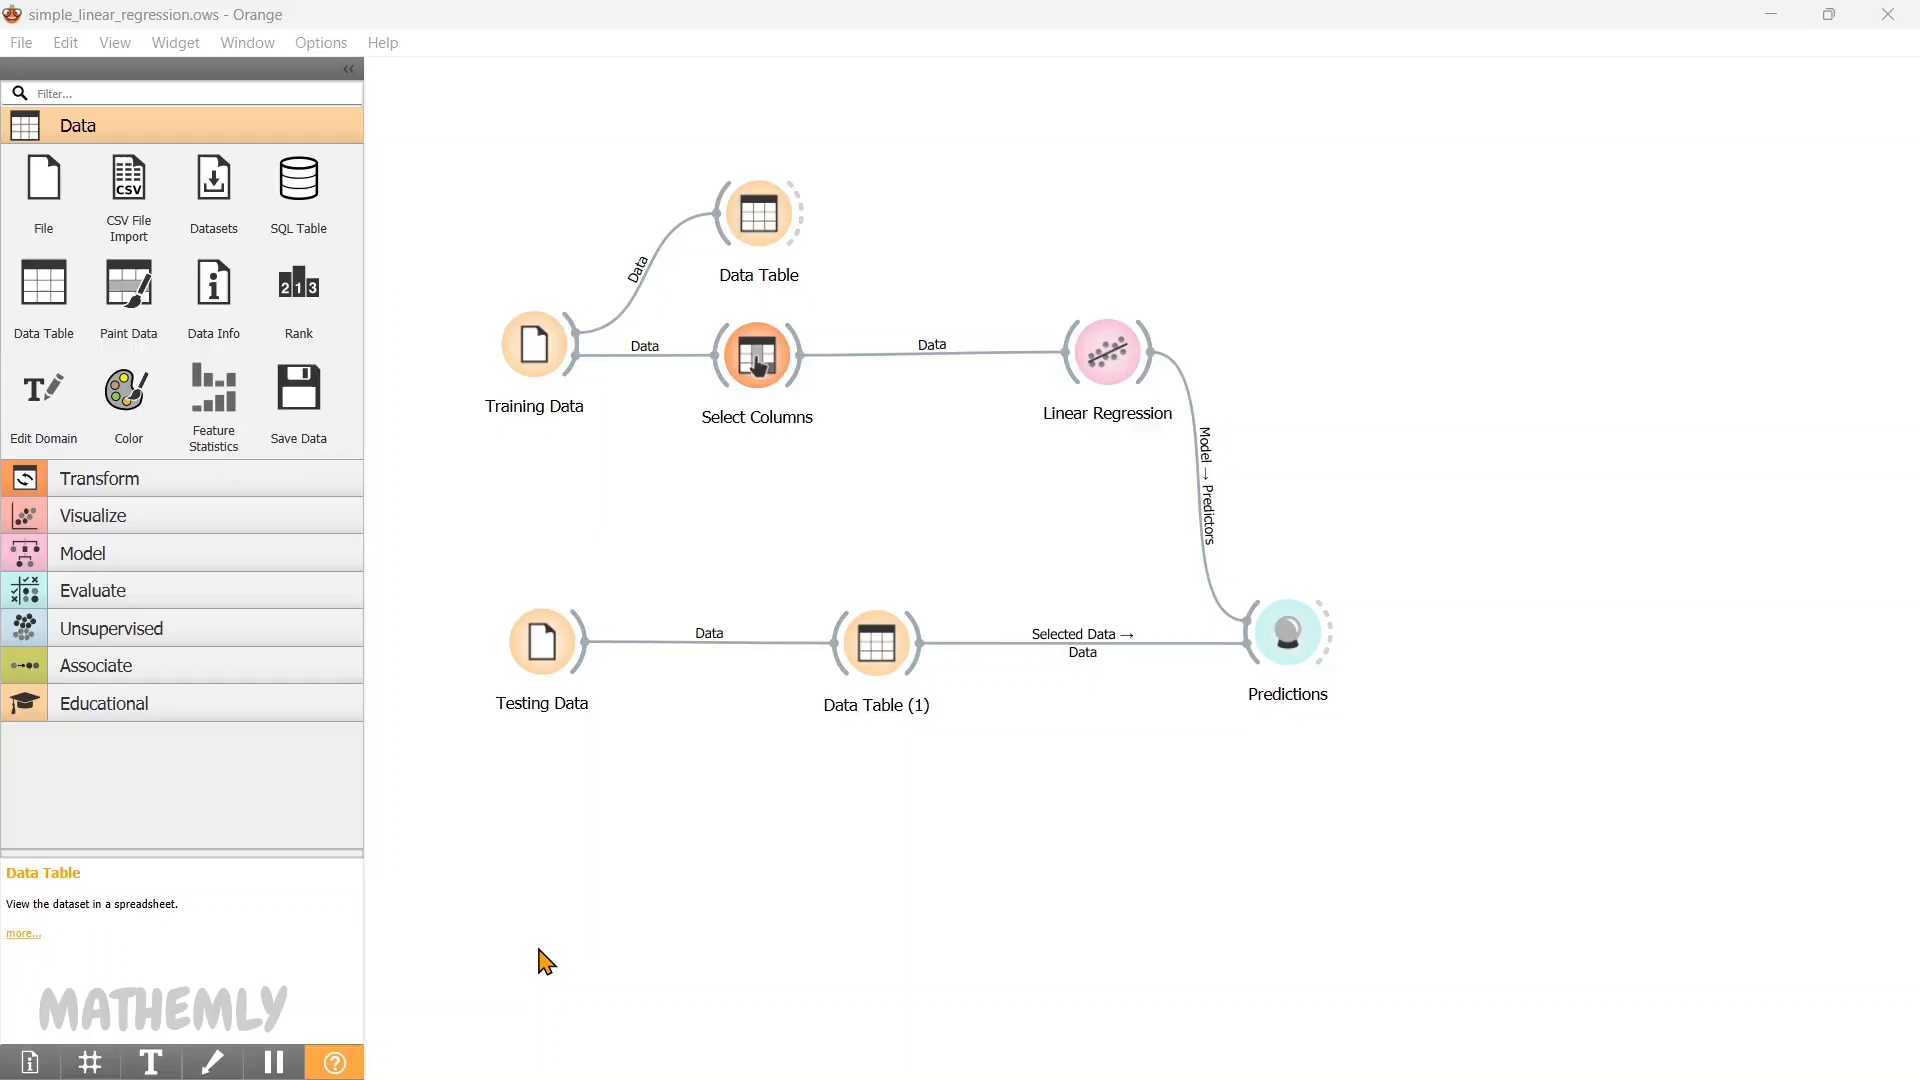 simple_linear_regression.ows - Orange
File Edit View Widget Window Options Help
Filter...
Data
CSV
File
CSV File
Import
Datasets
SQL Table
213
Data Table
Paint Data
Data Info
Rank
Edit Domain
Color
Feature
Statistics
Save Data
Transform
Visualize
Model
Evaluate
Unsupervised
Associate
Educational
Data Table
View the dataset in a spreadsheet.
more...
MATHEMLY
Data
Data Table
Training Data
Data
Select Columns
Data
Linear Regression
Model → Predictors
Testing Data
Data
Data Table (1)
Selected Data →
Data
Predictions